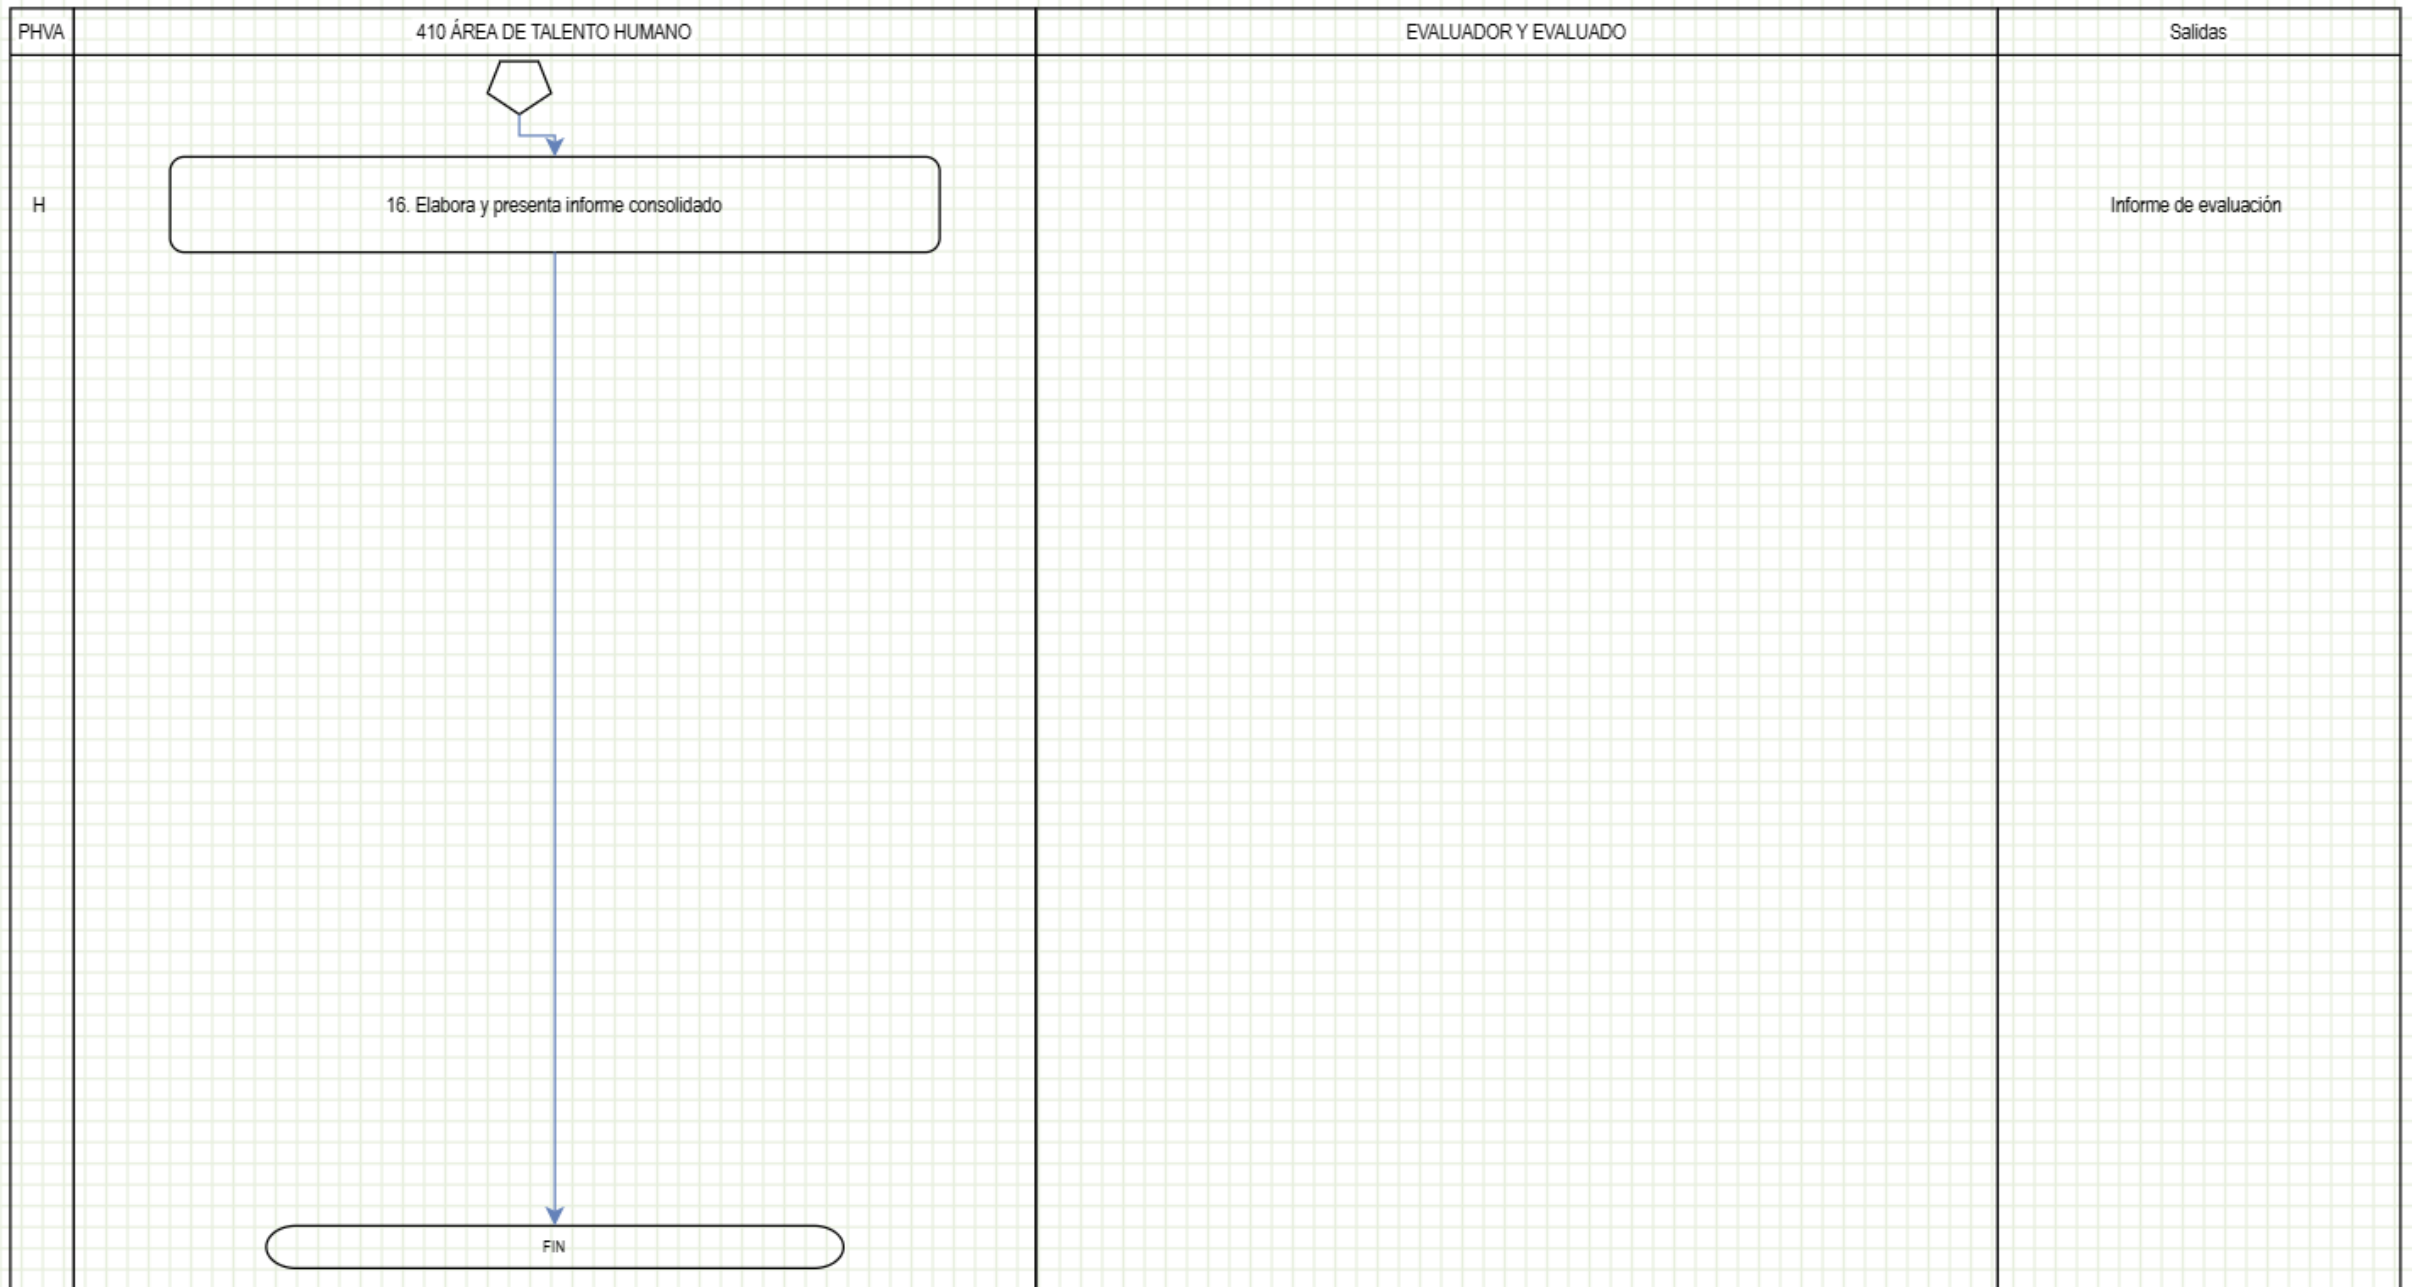 PHVA
410 ÁREA DE TALENTO HUMANO
EVALUADOR Y EVALUADO
Salidas
H
16. Elabora y presenta informe consolidado
Informe de evaluación
FIN